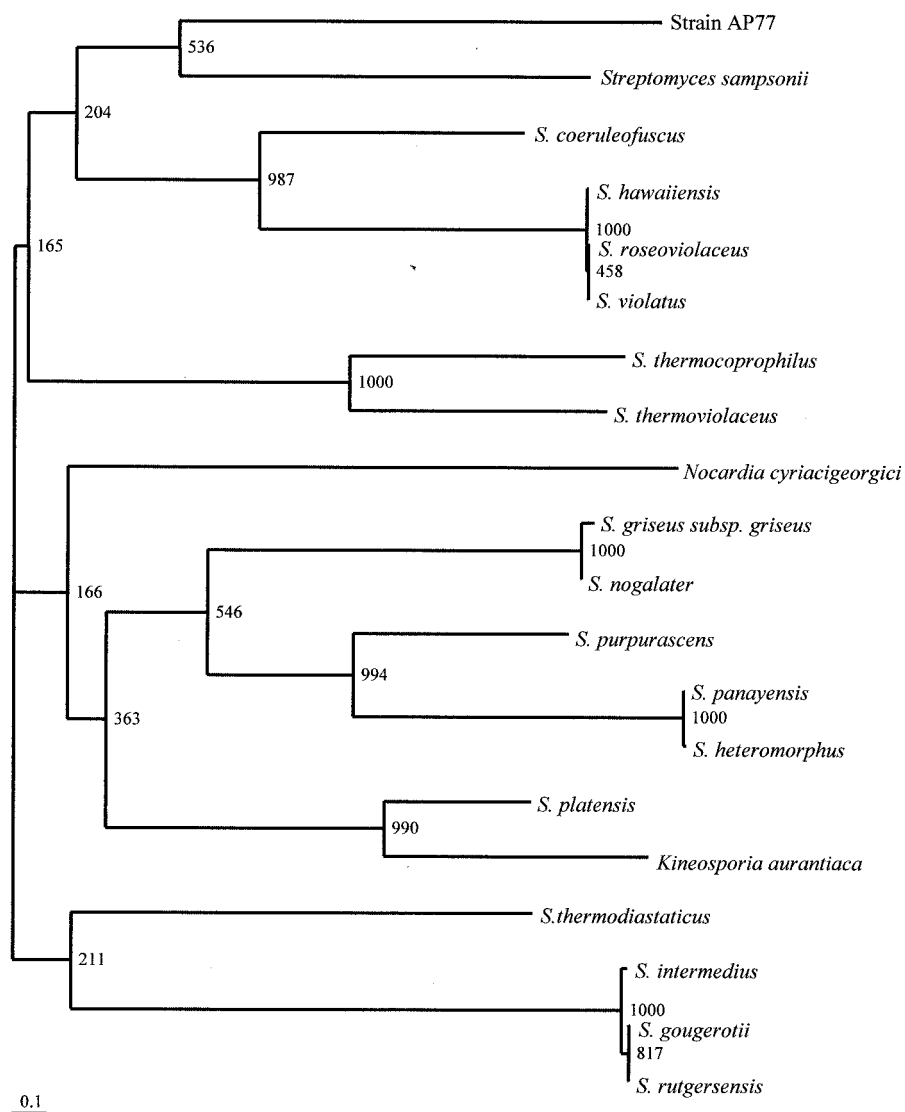 Strain AP77
536
Streptomyces sampsonii
204
S. coeruleofuscus
987
S. hawaiiensis
1000
165
S. roseoviolaceus
458
S. violatus
S. thermocoprophilus
1000
S. thermoviolaceus
Nocardia cyriacigeorgici
S. griseus subsp. griseus
1000
166
S. nogalater
546
S. purpurascens
994
S. panayensis
363
1000
S. heteromorphus
S. platensis
990
Kineosporia aurantiaca
S.thermodiastaticus
211
S. intermedius
1000
S. gougerotii
817
S. rutgersensis
0.1